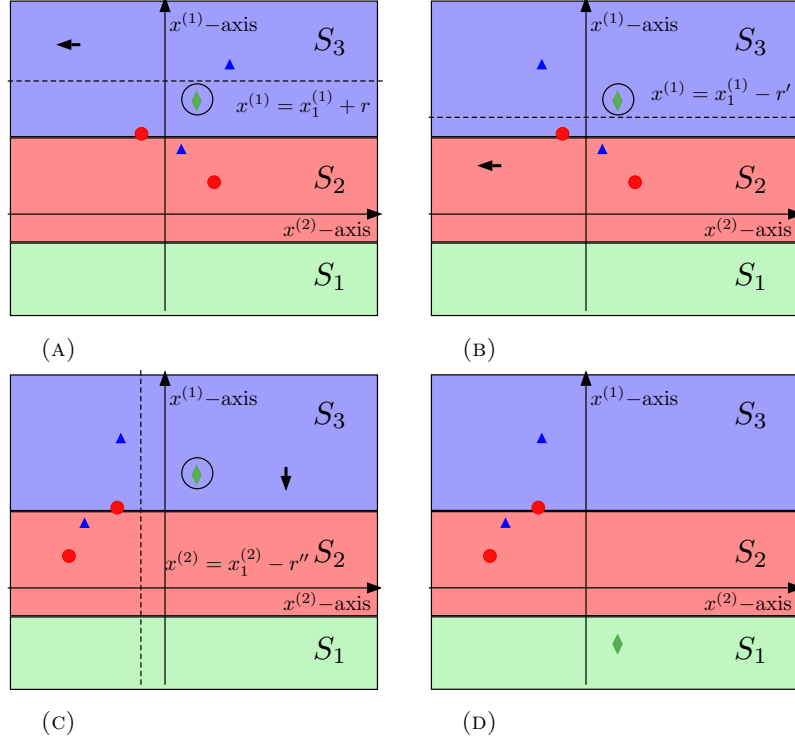 x^{(1)}−axis
S_3
x^{(1)} = x_1^{(1)} + r
S_2
x^{(2)}−axis
S_1
(A)
x^{(1)}−axis
S_3
x^{(1)} = x_1^{(1)} − r′
S_2
x^{(2)}−axis
S_1
(B)
x^{(1)}−axis
S_3
x^{(2)} = x_1^{(2)} − r″
S_2
x^{(2)}−axis
S_1
(C)
x^{(1)}−axis
S_3
S_2
x^{(2)}−axis
S_1
(D)